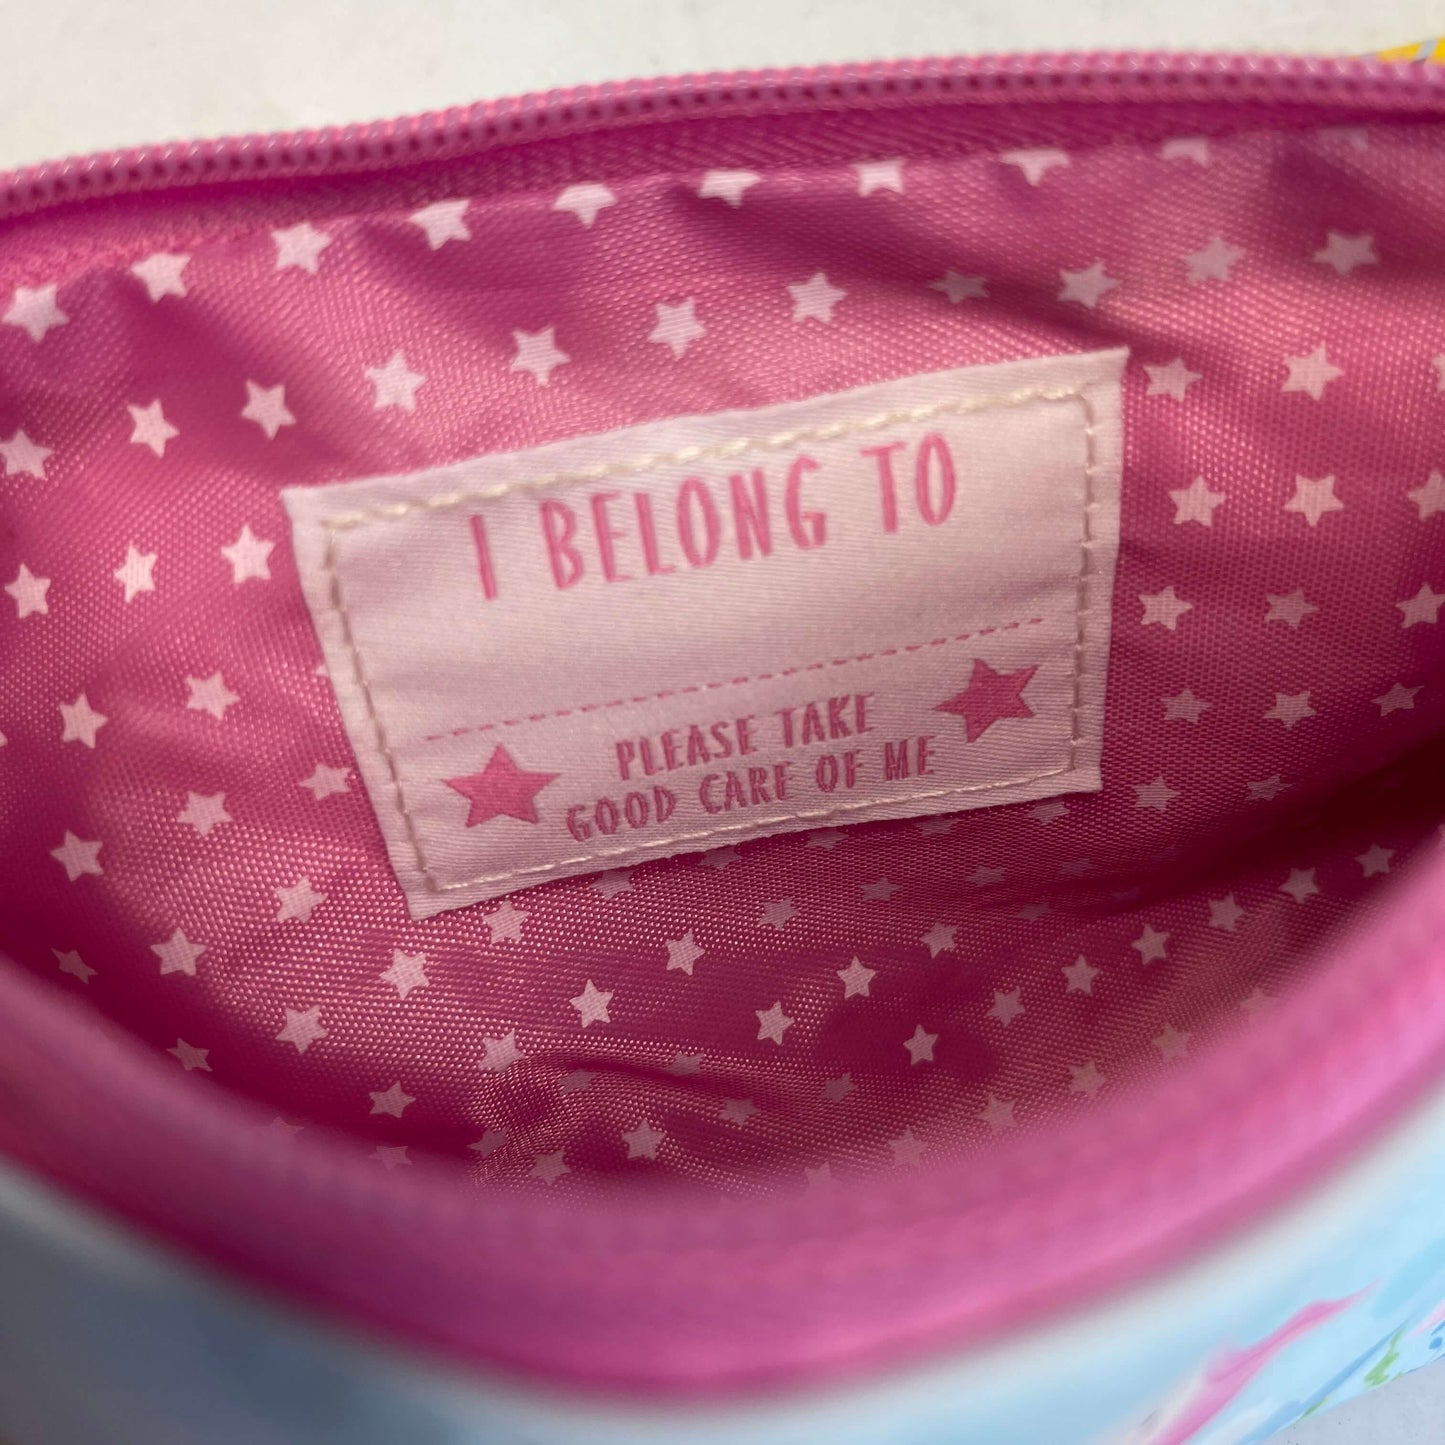 I BELONG TO
PLEASE TAKE
GOOD CARE OF ME